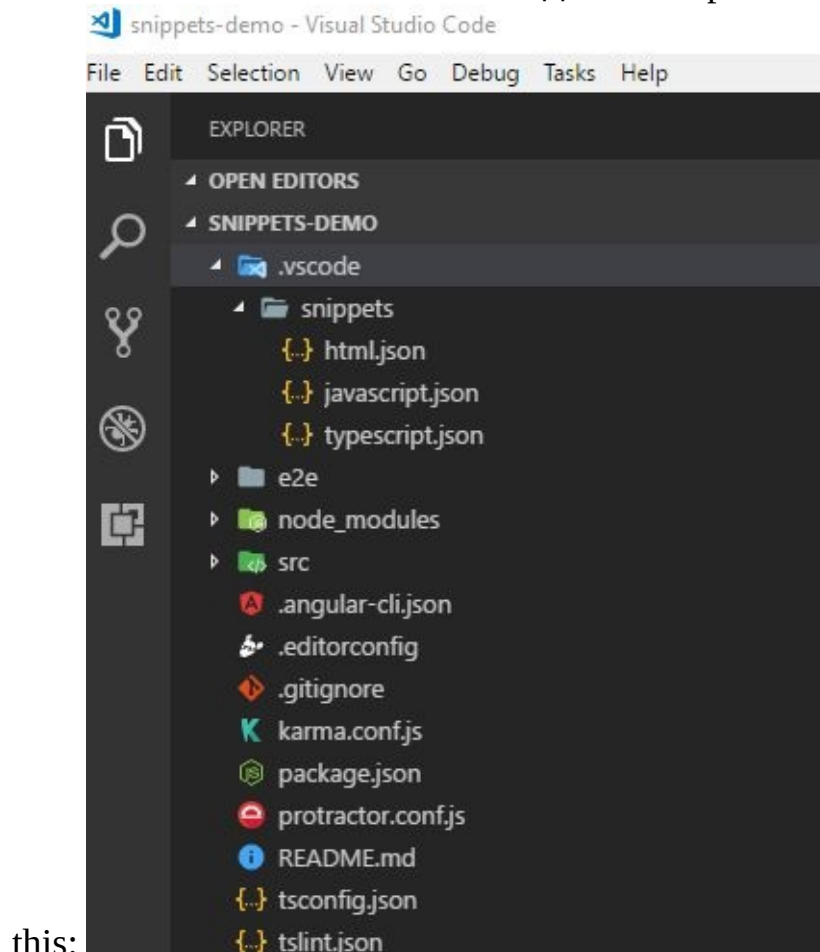 snippets-demo - Visual Studio Code
File Edit Selection View Go Debug Tasks Help
EXPLORER
OPEN EDITORS
SNIPPETS-DEMO
.vscode
snippets
{..} html.json
{..} javascript.json
{..} typescript.json
e2e
node_modules
src
.angular-cli.json
.editorconfig
.gitignore
karma.conf.js
package.json
protractor.conf.js
README.md
{..} tsconfig.json
this: {..} tslint.json